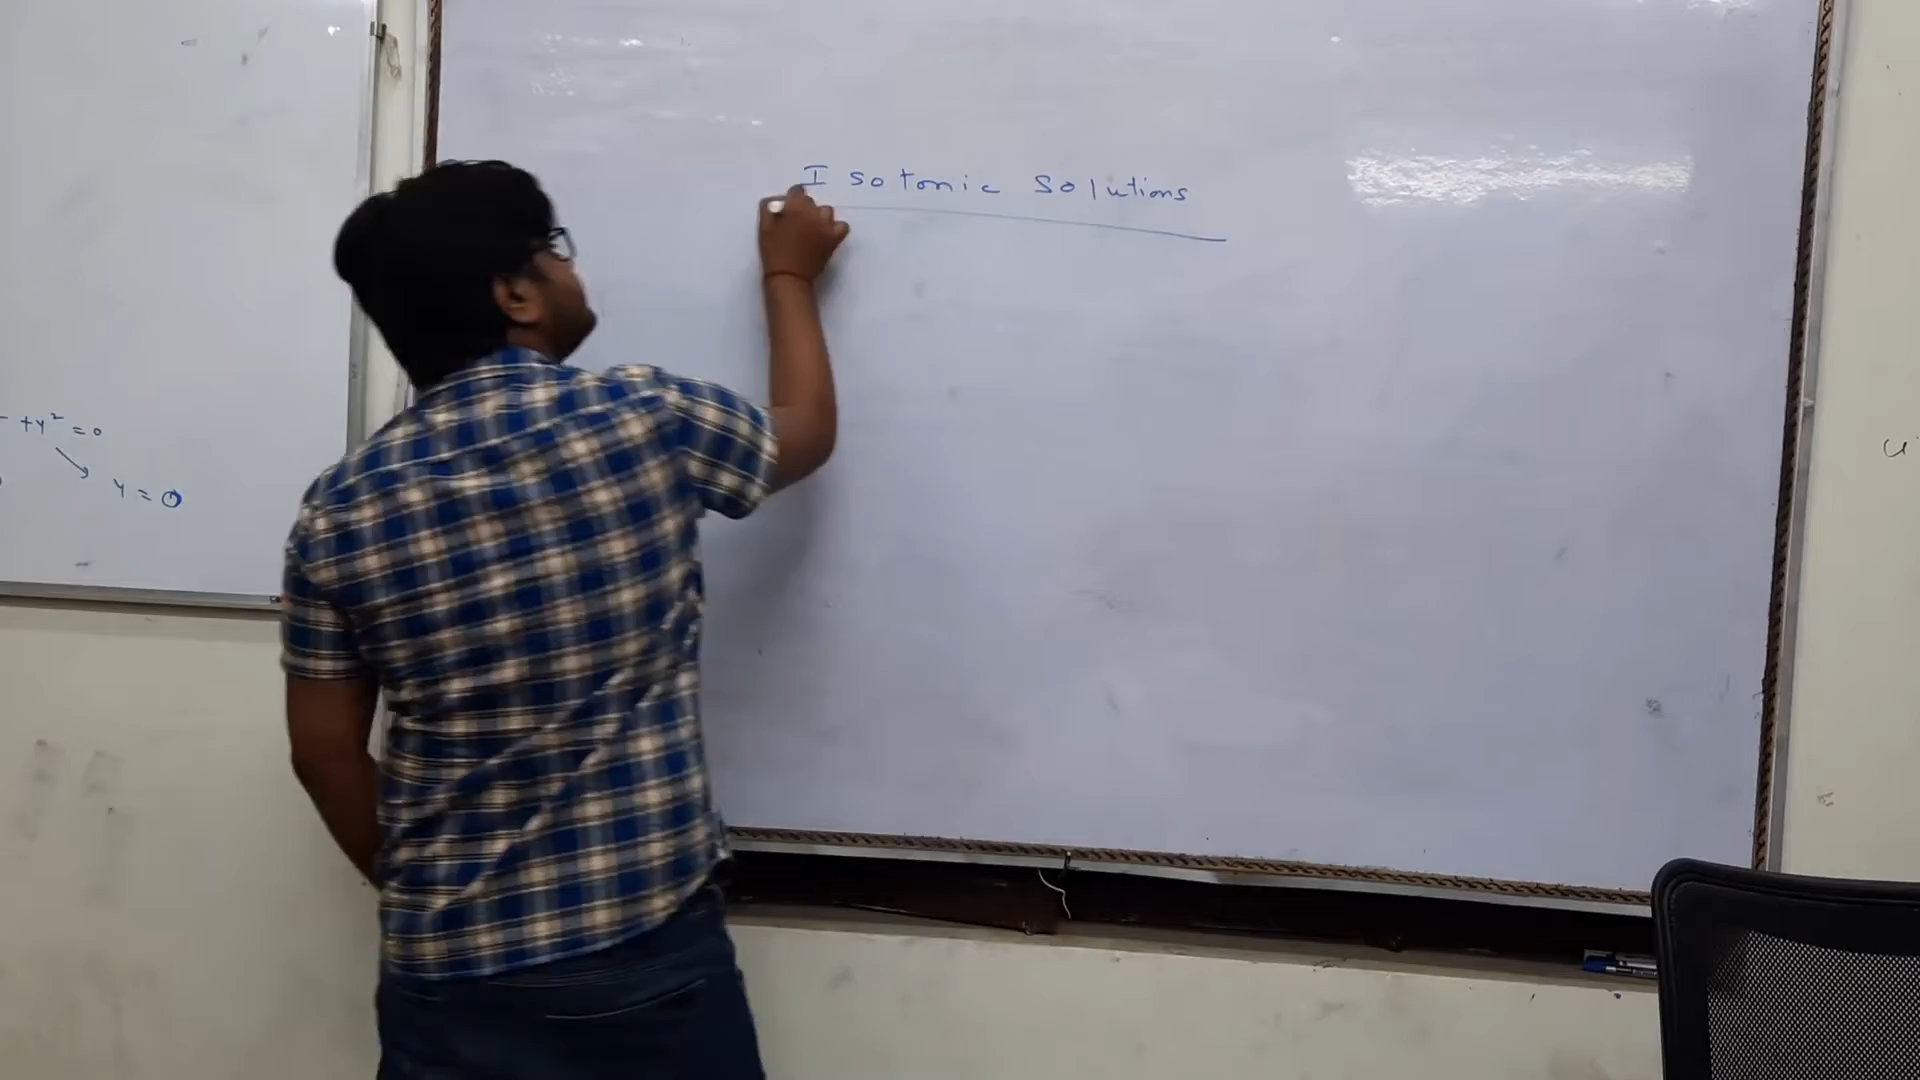 Isotonic Solutions
+y² = 0
y = 0